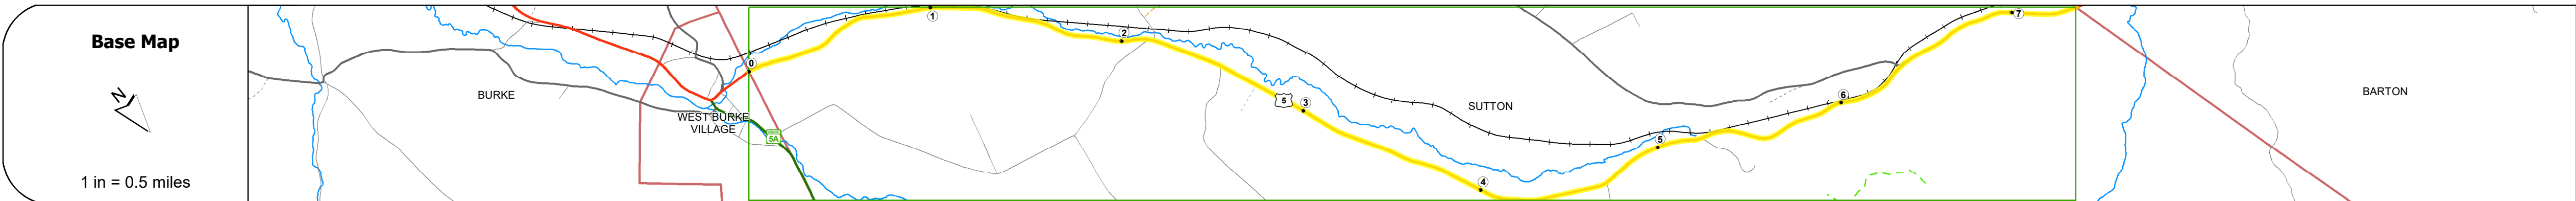 Base Map
N
1 in = 0.5 miles
BURKE
WEST BURKE
VILLAGE
5A
0
1
2
5
3
4
SUTTON
5
6
7
BARTON